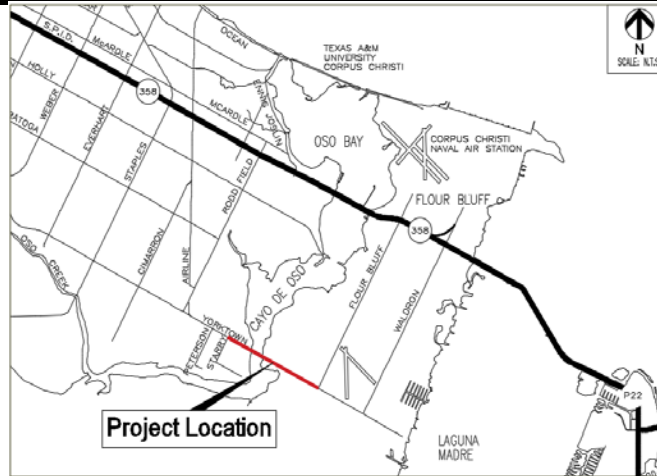 N
SCALE: N.T.S
S.P.I.D.
McARDLE
OCEAN
TEXAS A&M
UNIVERSITY
CORPUS CHRISTI
HOLLY
358
McARDLE
ENNIS JOSLIN
WEBER
EVERHART
STAPLES
OSO BAY
CORPUS CHRISTI
NAVAL AIR STATION
RODD FIELD
FLOUR BLUFF
358
OSO
CREEK
CIMARRON
AIRLINE
CAYO DE OSO
FLOUR BLUFF
WALDRON
YORKTOWN
PETERSON
STARRY
P22
Project Location
LAGUNA
MADRE